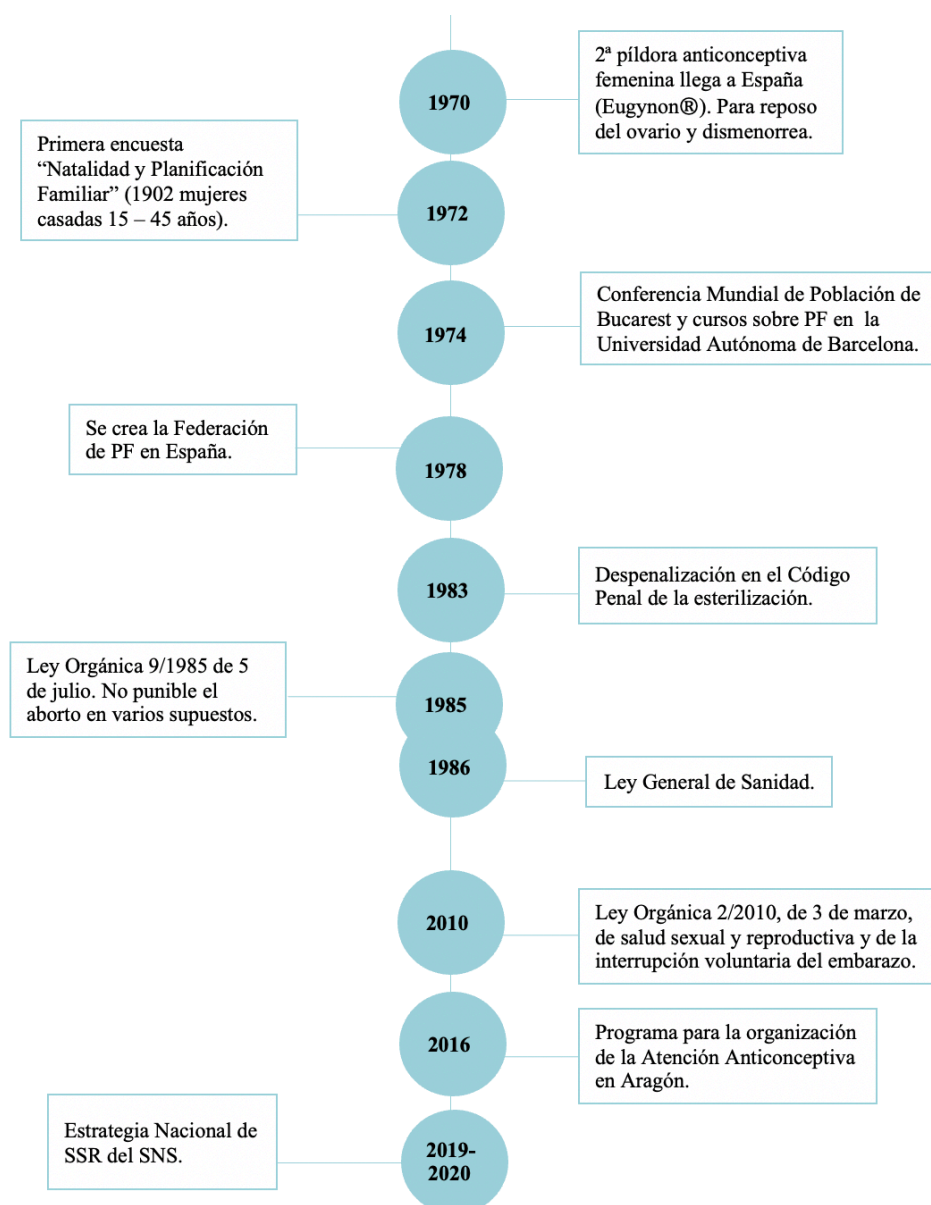 1970
2ª píldora anticonceptiva
femenina llega a España
(Eugynon®). Para reposo
del ovario y dismenorrea.
Primera encuesta
“Natalidad y Planificación
Familiar” (1902 mujeres
casadas 15 – 45 años).
1972
1974
Conferencia Mundial de Población de
Bucarest y cursos sobre PF en la
Universidad Autónoma de Barcelona.
Se crea la Federación
de PF en España.
1978
1983
Despenalización en el Código
Penal de la esterilización.
Ley Orgánica 9/1985 de 5
de julio. No punible el
aborto en varios supuestos.
1985
1986
Ley General de Sanidad.
2010
Ley Orgánica 2/2010, de 3 de marzo,
de salud sexual y reproductiva y de la
interrupción voluntaria del embarazo.
2016
Programa para la organización
de la Atención Anticonceptiva
en Aragón.
Estrategia Nacional de
SSR del SNS.
2019-
2020